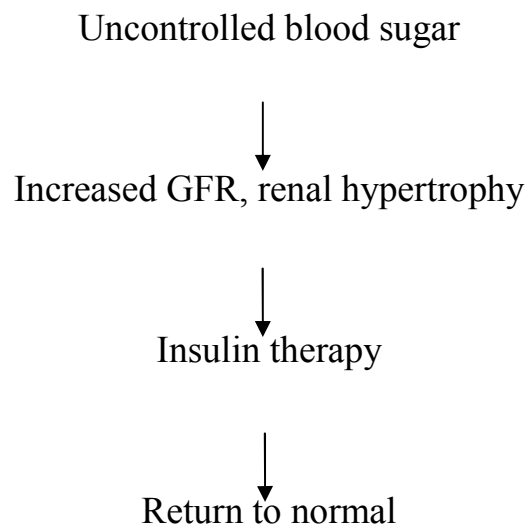 Uncontrolled blood sugar
Increased GFR, renal hypertrophy
Insulin therapy
Return to normal